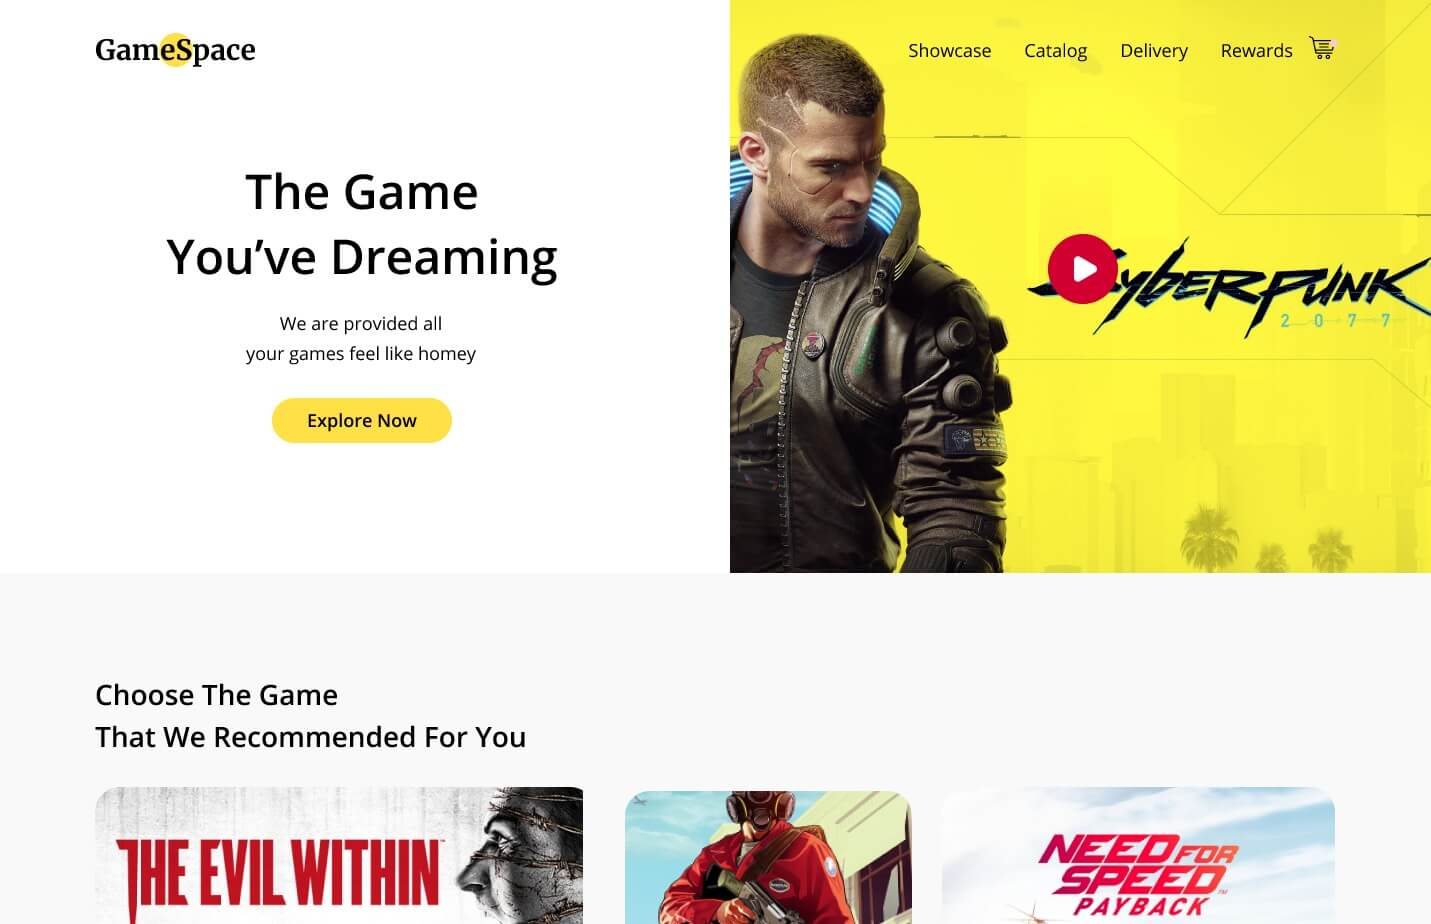 GameSpace
Showcase Catalog Delivery Rewards
The Game
You’ve Dreaming
We are provided all
your games feel like homey
Explore Now
Cyberpunk
2077
Choose The Game
That We Recommended For You
THE EVIL WITHIN
NEED FOR
SPEED™
PAYBACK